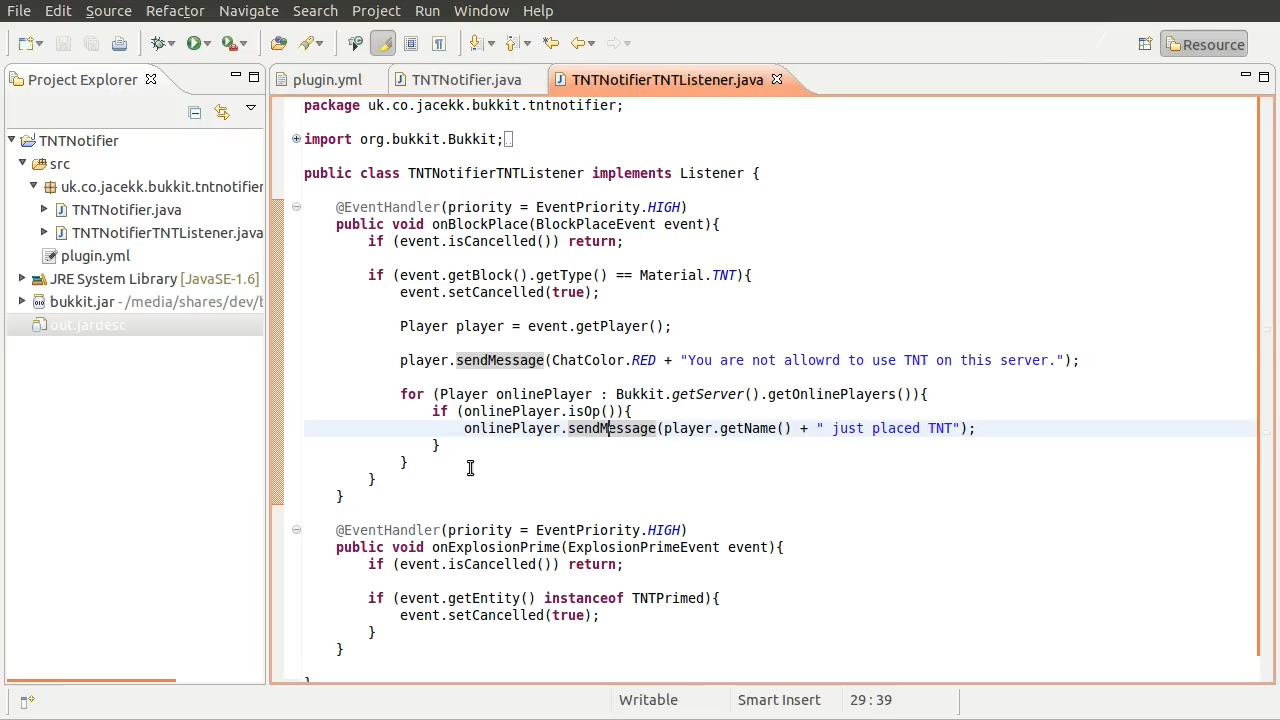 File Edit Source Refactor Navigate Search Project Run Window Help
Resource
Project Explorer
plugin.yml
TNTNotifier.java
TNTNotifierTNTListener.java
TNTNotifier
src
uk.co.jacekk.bukkit.tntnotifier
TNTNotifier.java
TNTNotifierTNTListener.java
plugin.yml
JRE System Library [JavaSE-1.6]
bukkit.jar - /media/shares/dev/b
out.jardesc
package uk.co.jacekk.bukkit.tntnotifier;
import org.bukkit.Bukkit;
public class TNTNotifierTNTListener implements Listener {
@EventHandler(priority = EventPriority.HIGH)
public void onBlockPlace(BlockPlaceEvent event){
if (event.isCancelled()) return;
if (event.getBlock().getType() == Material.TNT){
event.setCancelled(true);
Player player = event.getPlayer();
player.sendMessage(ChatColor.RED + "You are not allowrd to use TNT on this server.");
for (Player onlinePlayer : Bukkit.getServer().getOnlinePlayers()){
if (onlinePlayer.isOp()){
onlinePlayer.sendMessage(player.getName() + " just placed TNT");
}
}
}
}
@EventHandler(priority = EventPriority.HIGH)
public void onExplosionPrime(ExplosionPrimeEvent event){
if (event.isCancelled()) return;
if (event.getEntity() instanceof TNTPrimed){
event.setCancelled(true);
}
}
}
Writable
Smart Insert
29 : 39